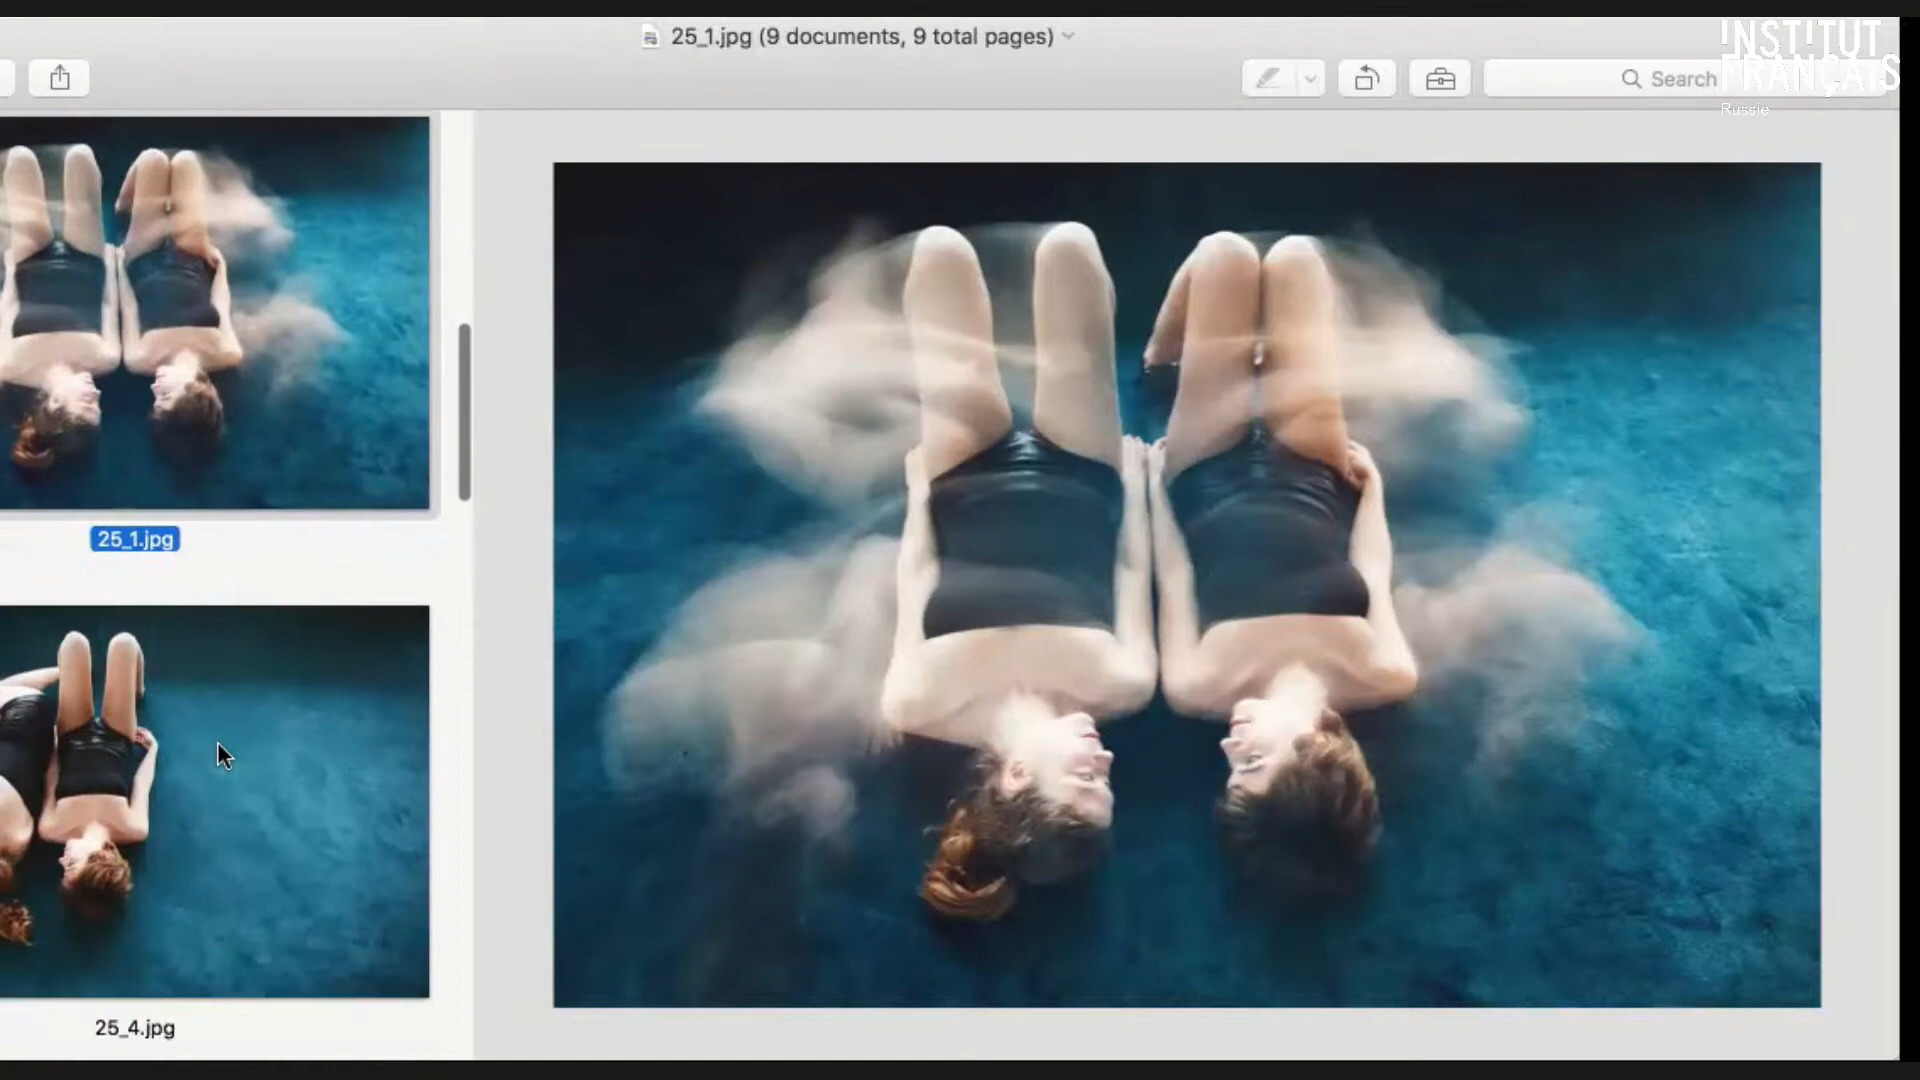 25_1.jpg (9 documents, 9 total pages)
Search
INSTITUT
FRANÇAIS
Russie
25_1.jpg
25_4.jpg